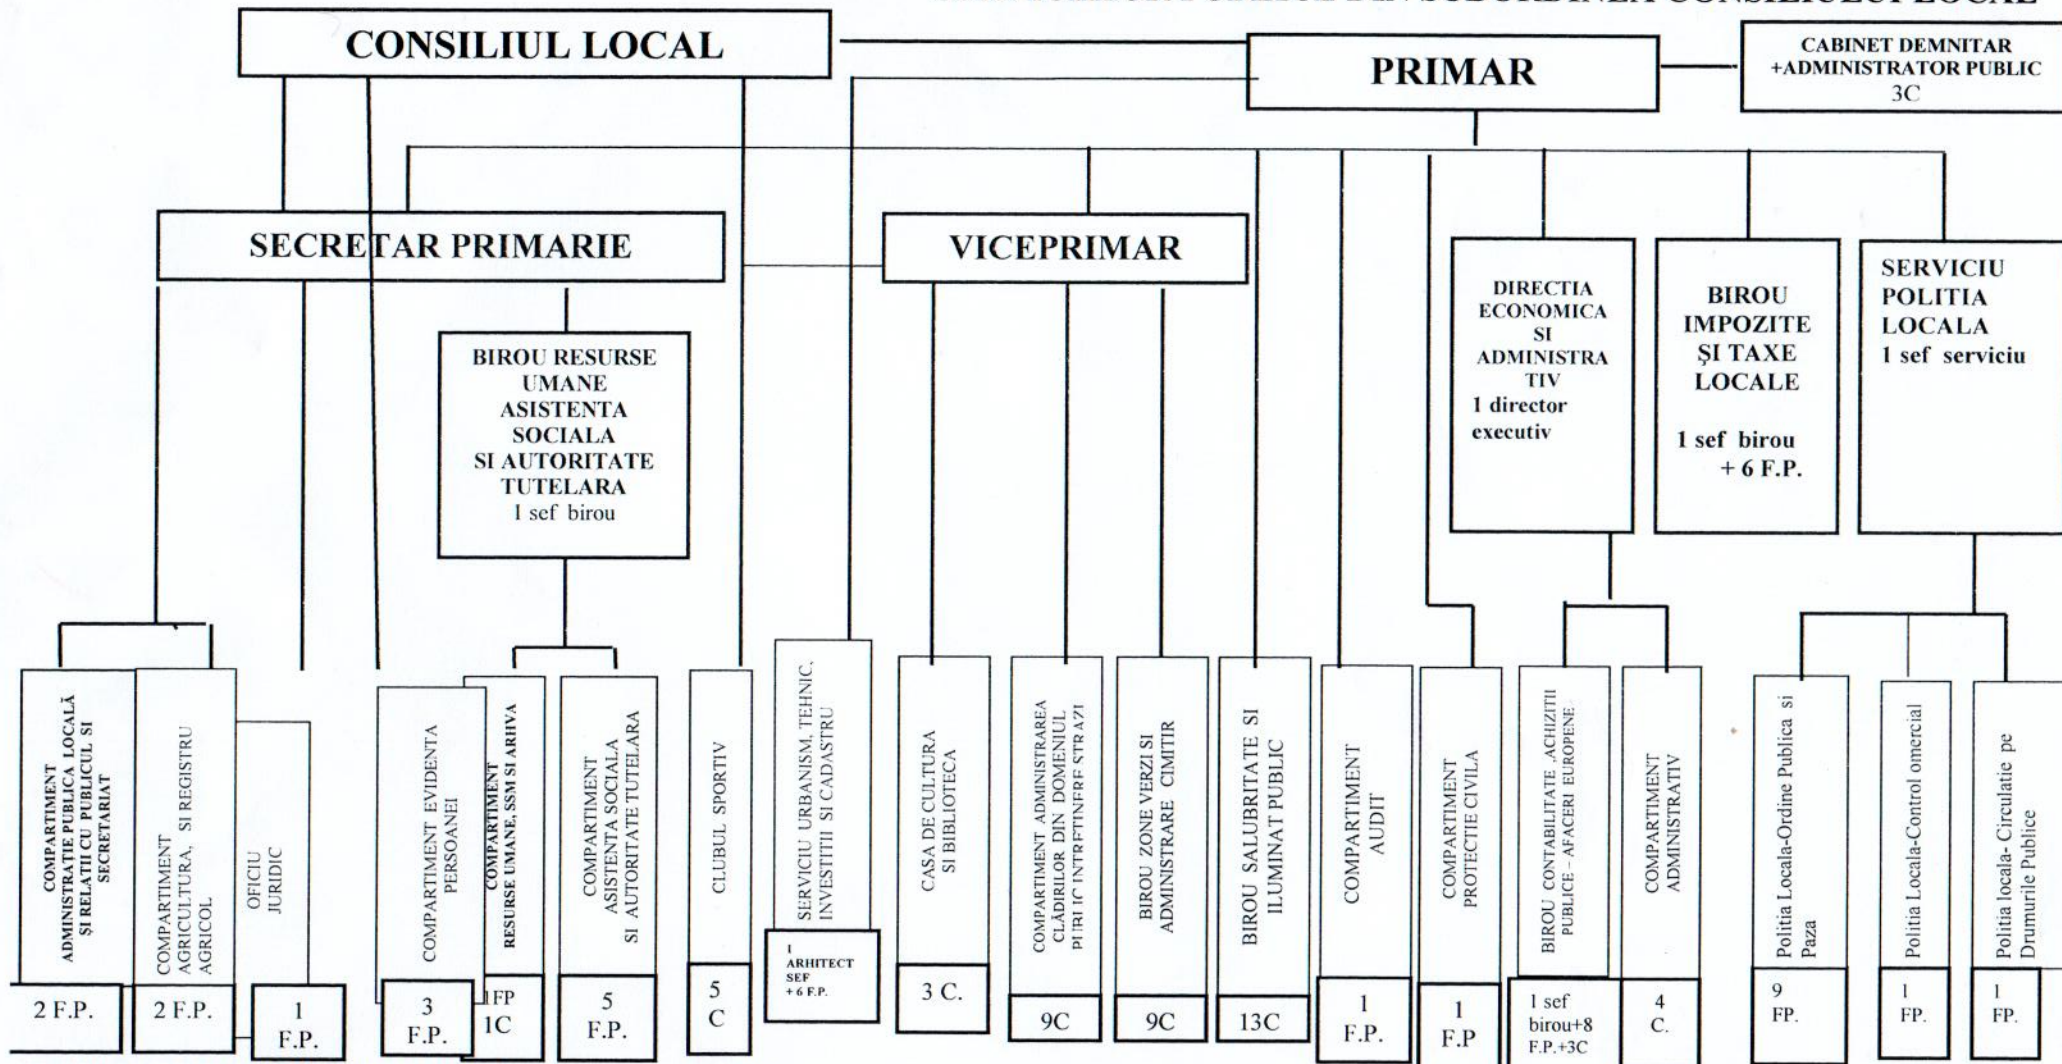 SUBORDINEA CONSILIULUI LOCAL
CONSILIUL LOCAL
PRIMAR
CABINET DEMNITAR
+ADMINISTRATOR PUBLIC
3C
SECRETAR PRIMARIE
VICEPRIMAR
BIROU RESURSE
UMANE
ASISTENTA
SOCIALA
SI AUTORITATE
TUTELARA
1 sef birou
DIRECTIA
ECONOMICA
SI
ADMINISTRA
TIV
1 director
executiv
BIROU
IMPOZITE
ŞI TAXE
LOCALE
1 sef birou
+ 6 F.P.
SERVICIU
POLITIA
LOCALA
1 sef serviciu
COMPARTIMENT
ADMINISTRATIE PUBLICA LOCALĂ
ŞI RELATII CU PUBLICUL SI
SECRETARIAT
2 F.P.
COMPARTIMENT
AGRICULTURA, SI REGISTRU
AGRICOL
2 F.P.
OFICIU
JURIDIC
1
F.P.
COMPARTIMENT EVIDENTA
PERSOANEI
3
F.P.
COMPARTIMENT
RESURSE UMANE, SSM SI ARHIVA
1FP
1C
COMPARTIMENT
ASISTENTA SOCIALA
SI AUTORITATE TUTELARA
5
F.P.
CLUBUL SPORTIV
5
C
SERVICIU URBANISM, TEHNIC,
INVESTITII SI CADASTRU
1
ARHITECT
SEF
+ 6 F.P.
CASA DE CULTURA
SI BIBLIOTECA
3 C.
COMPARTIMENT ADMINISTRAREA
CLĂDIRILOR DIN DOMENIUL
PUBLIC INTRETINERE STRAZI
9C
BIROU ZONE VERZI SI
ADMINISTRARE CIMITIR
9C
BIROU SALUBRITATE SI
ILUMINAT PUBLIC
13C
COMPARTIMENT
AUDIT
1
F.P.
COMPARTIMENT
PROTECTIE CIVILA
1
F.P
BIROU CONTABILITATE ,ACHIZITII
PUBLICE – AFACERI EUROPENE
1 sef
birou+8
F.P.+3C
COMPARTIMENT
ADMINISTRATIV
4
C.
Politia Locala-Ordine Publica si
Paza
9
FP.
Politia Locala-Control omercial
1
FP.
Politia locala- Circulatie pe
Drumurile Publice
1
FP.